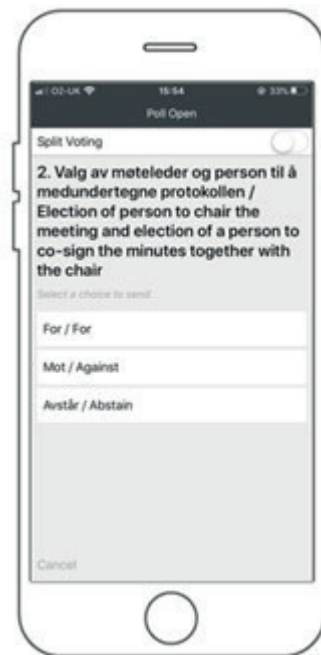 O2-UK 15:54 33%
Poll Open
Split Voting
2. Valg av møteleder og person til å
medundertegne protokollen /
Election of person to chair the
meeting and election of a person to
co-sign the minutes together with
the chair
Select a choice to send
For / For
Mot / Against
Avstår / Abstain
Cancel